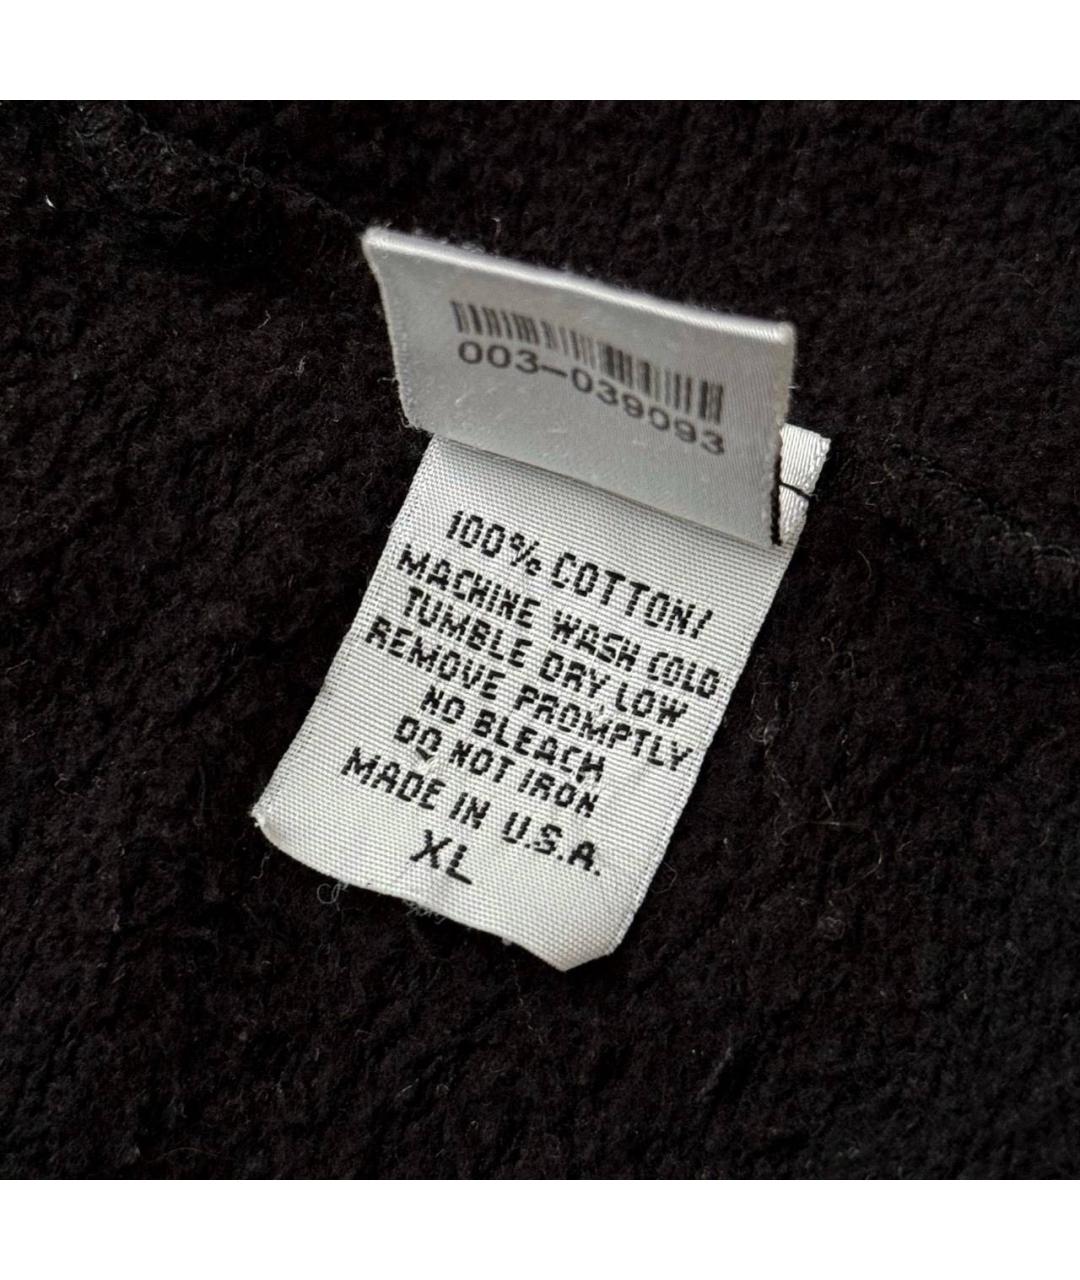 003-039093
100% COTTON/
MACHINE WASH COLD
TUMBLE DRY LOW
REMOVE PROMPTLY
NO BLEACH
DO NOT IRON
MADE IN U.S.A.
XL